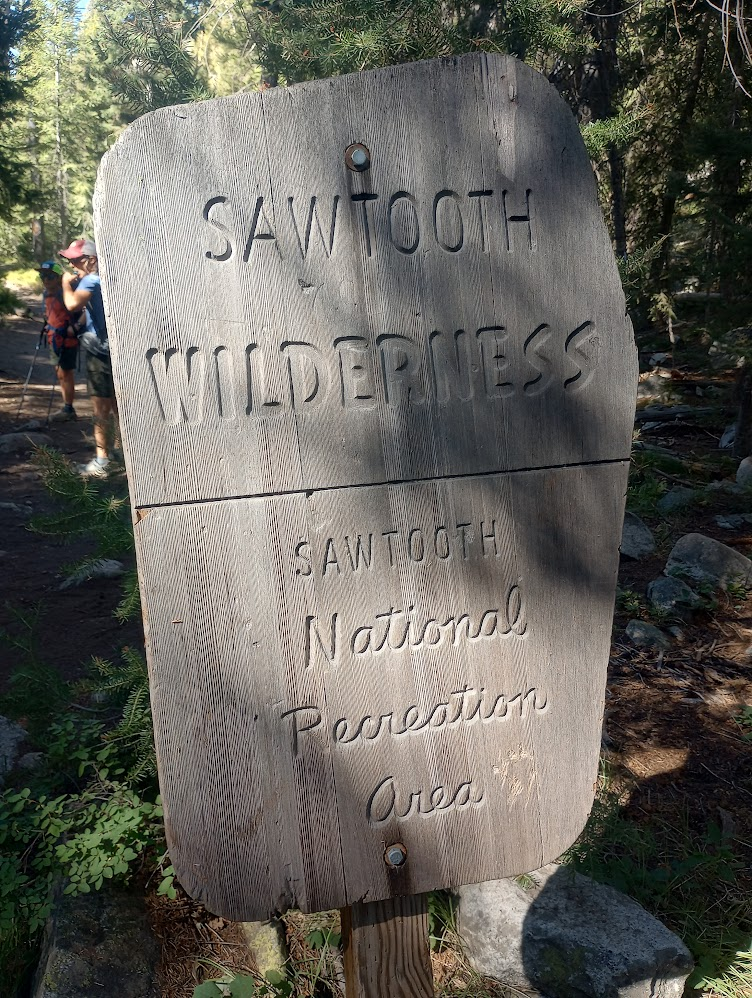 SAWTOOTH
WILDERNESS
SAWTOOTH
National
Recreation
Area